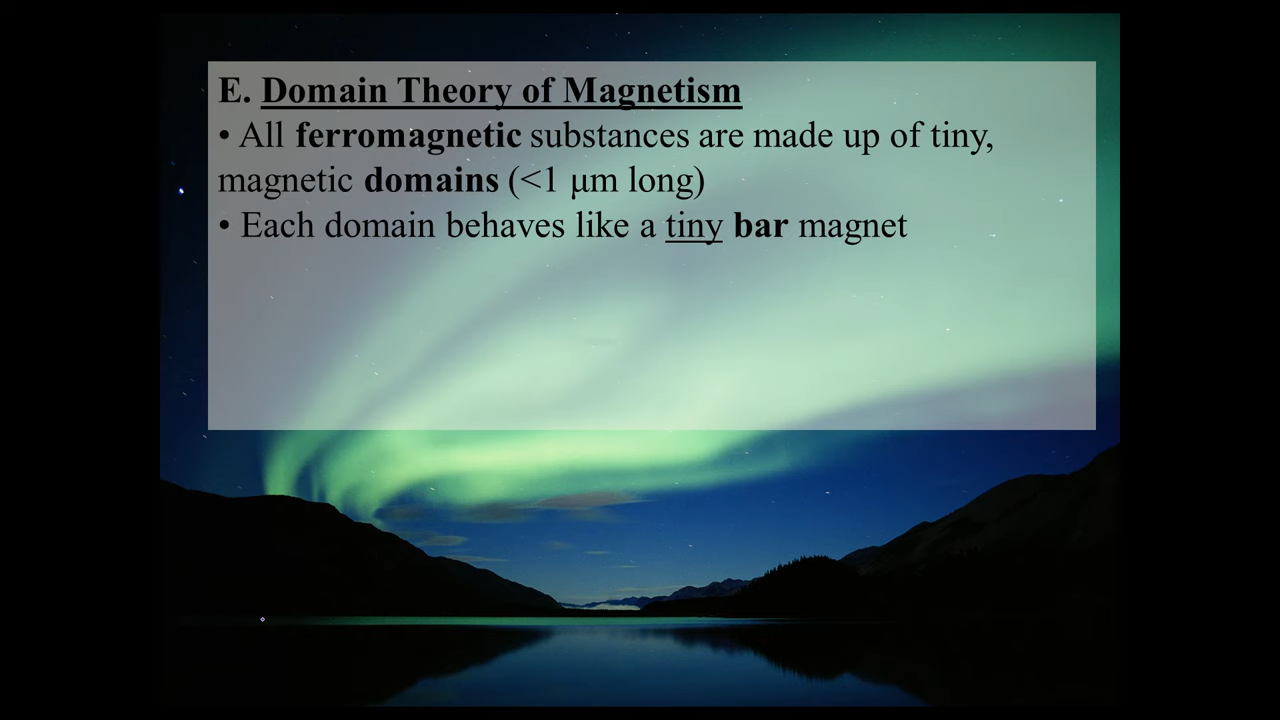 E. Domain Theory of Magnetism
• All ferromagnetic substances are made up of tiny,
magnetic domains (<1 μm long)
• Each domain behaves like a tiny bar magnet